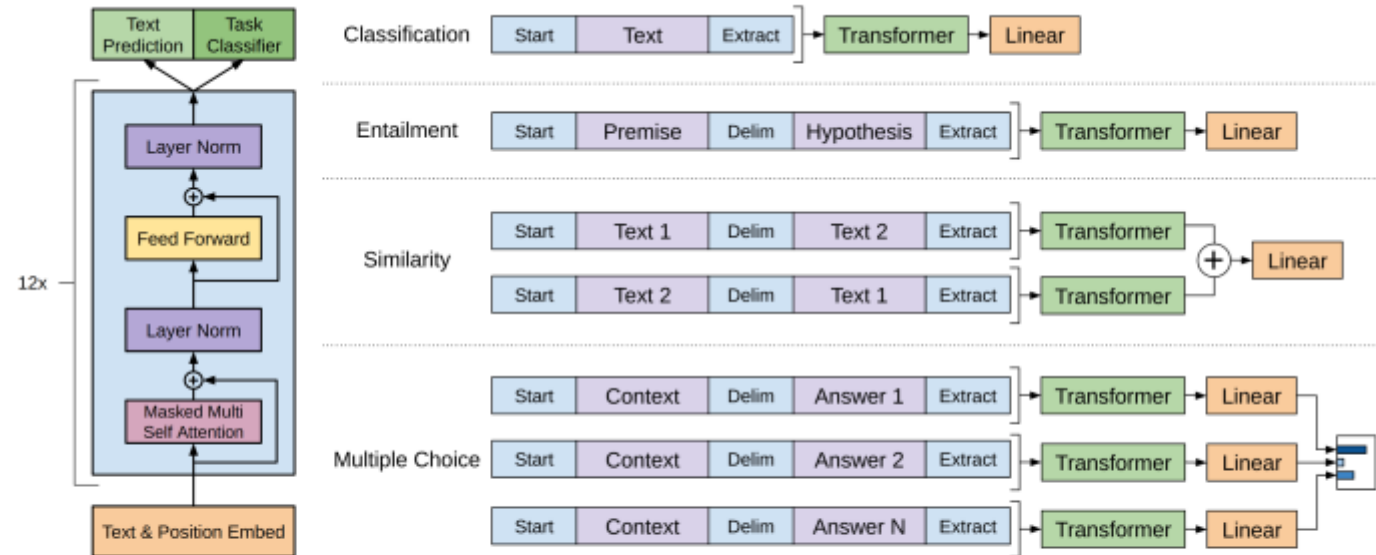 Text Prediction
Task Classifier
12x
Layer Norm
Feed Forward
Layer Norm
Masked Multi Self Attention
Text & Position Embed
Classification
Start Text Extract Transformer Linear
Entailment
Start Premise Delim Hypothesis Extract Transformer Linear
Similarity
Start Text 1 Delim Text 2 Extract Transformer
+ Linear
Start Text 2 Delim Text 1 Extract Transformer
Multiple Choice
Start Context Delim Answer 1 Extract Transformer Linear
Start Context Delim Answer 2 Extract Transformer Linear
Start Context Delim Answer N Extract Transformer Linear